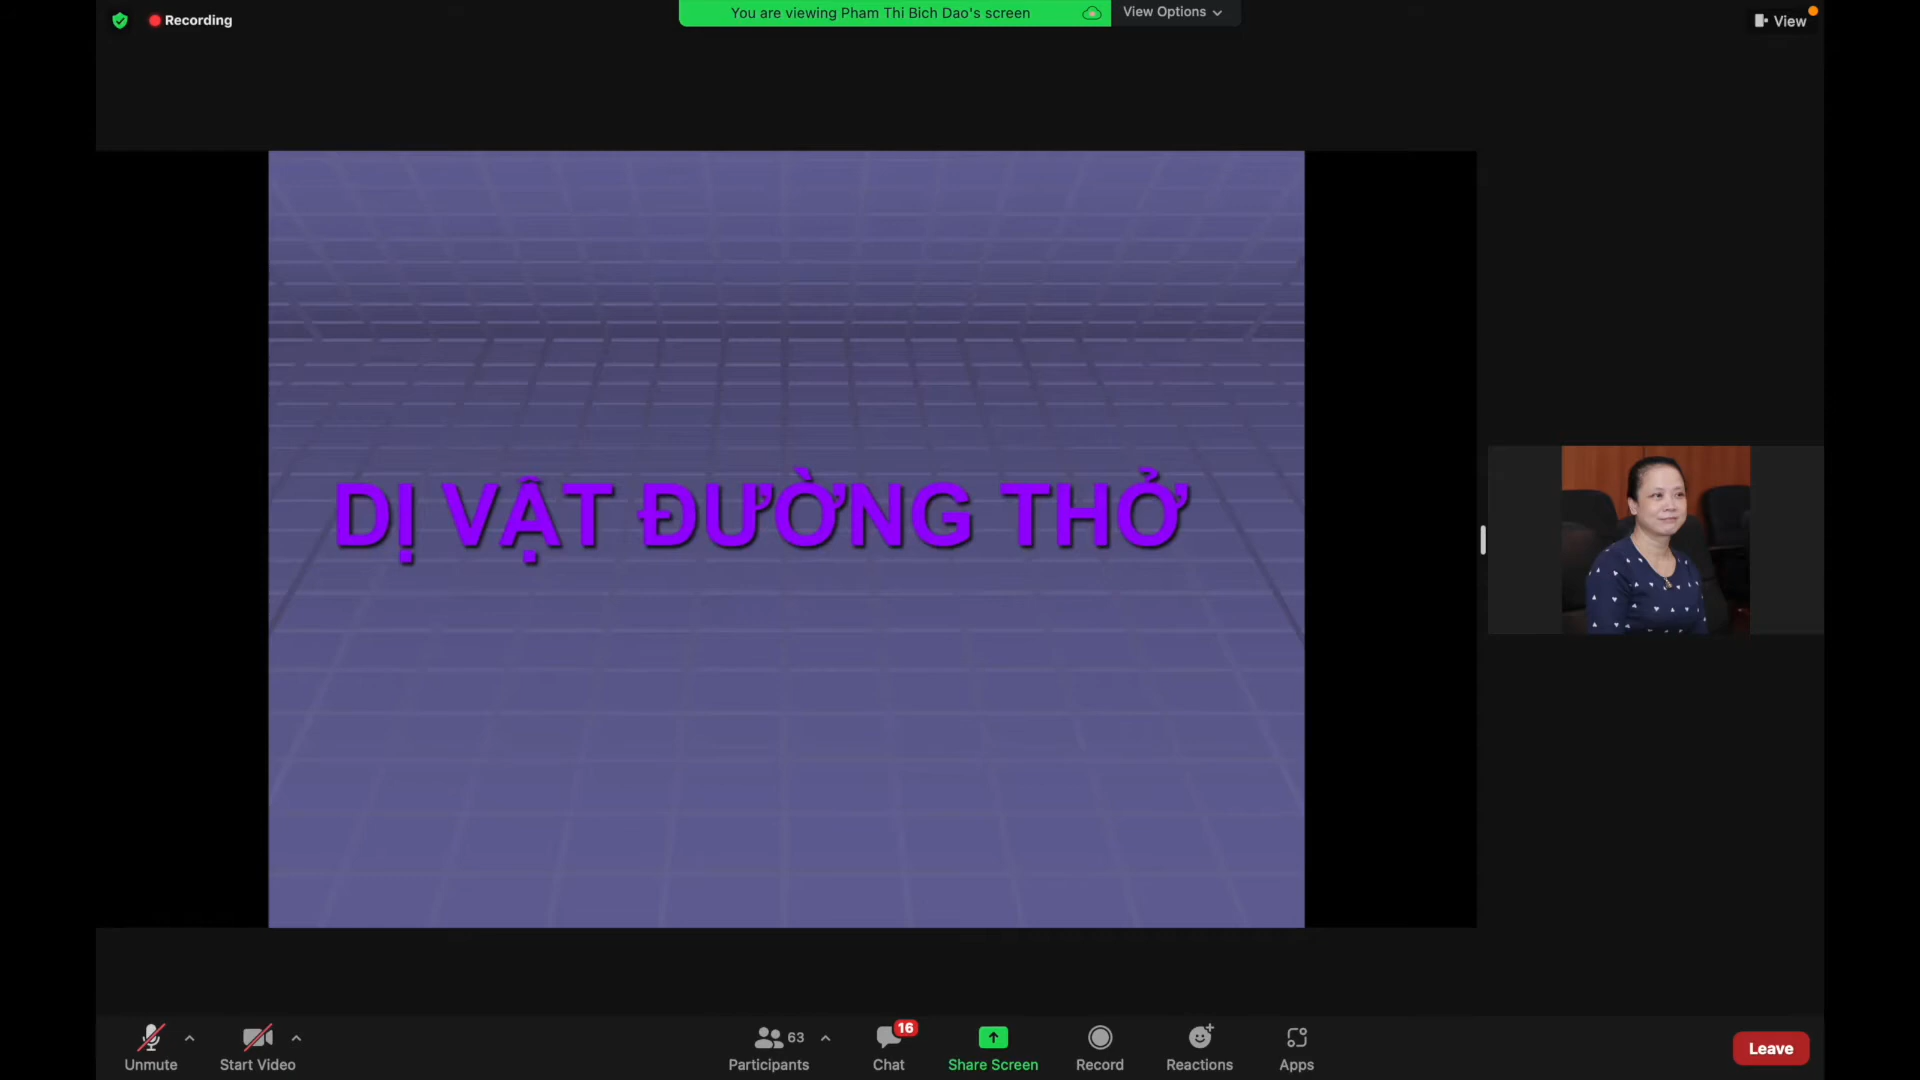 Recording
You are viewing Pham Thi Bich Dao's screen
View Options
View
DỊ VẬT ĐƯỜNG THỞ
Unmute
Start Video
63
Participants
16
Chat
Share Screen
Record
Reactions
Apps
Leave